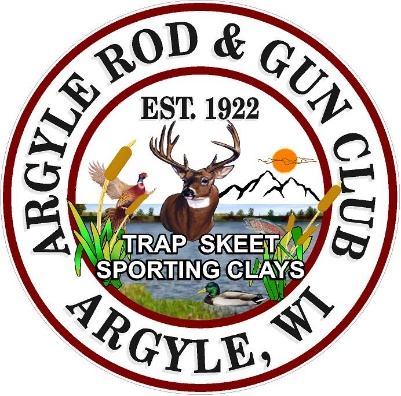 ARGYLE ROD & GUN CLUB
EST. 1922
TRAP SKEET
SPORTING CLAYS
ARGYLE, WI